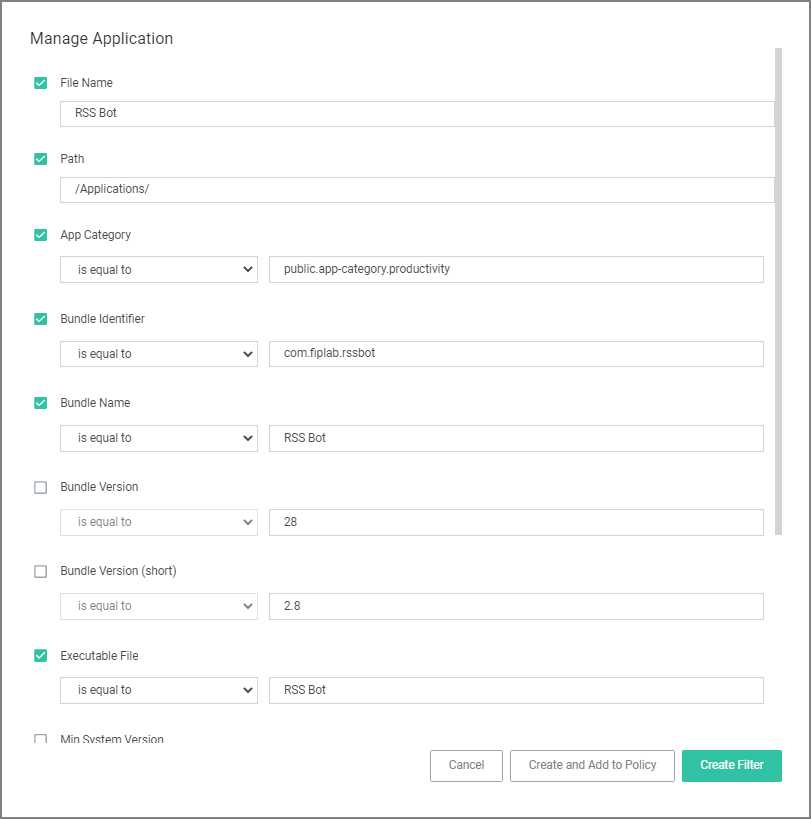 Manage Application
File Name
RSS Bot
Path
/Applications/
App Category
is equal to public.app-category.productivity
Bundle Identifier
is equal to com.fiplab.rssbot
Bundle Name
is equal to RSS Bot
Bundle Version
is equal to 28
Bundle Version (short)
is equal to 2.8
Executable File
is equal to RSS Bot
Min System Version
Cancel Create and Add to Policy Create Filter